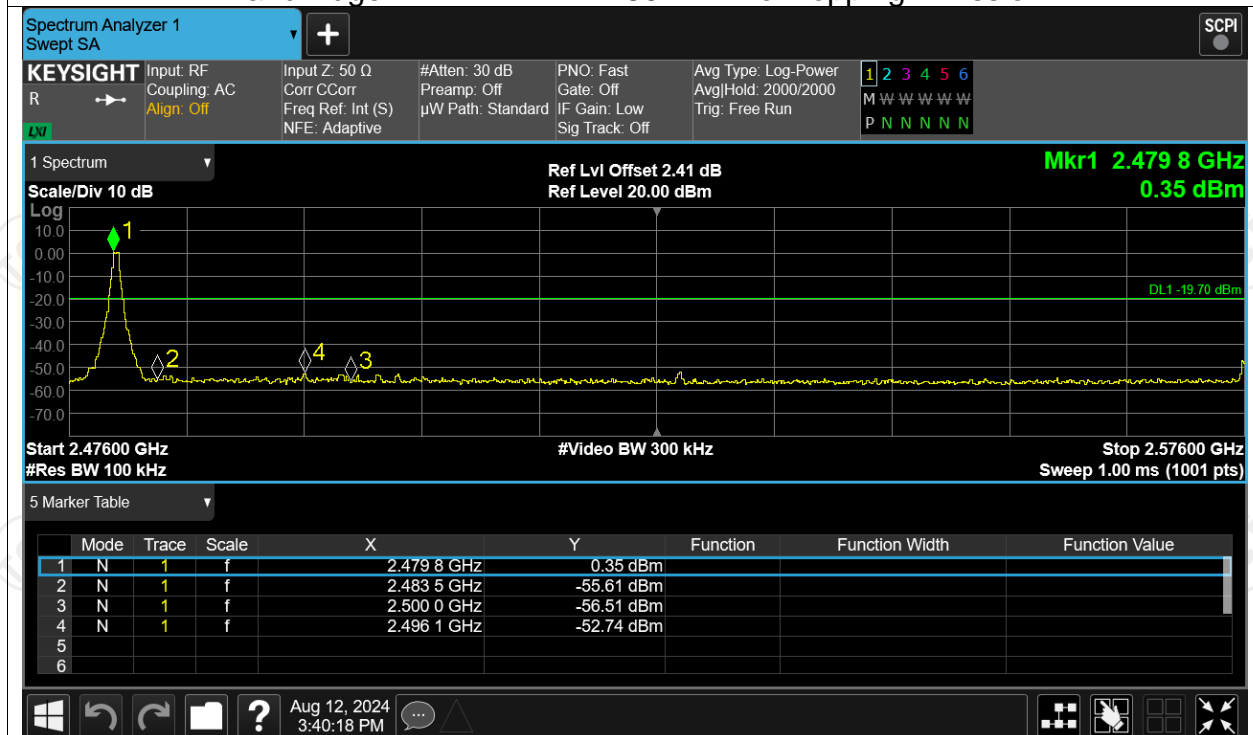 Spectrum Analyzer 1
Swept SA
+
SCPI
KEYSIGHT
R
LXI
Input: RF
Coupling: AC
Align: Off
Input Z: 50 Ω
Corr CCorr
Freq Ref: Int (S)
NFE: Adaptive
#Atten: 30 dB
Preamp: Off
µW Path: Standard
PNO: Fast
Gate: Off
IF Gain: Low
Sig Track: Off
Avg Type: Log-Power
Avg|Hold: 2000/2000
Trig: Free Run
1 2 3 4 5 6
M W W W W W
P N N N N N
1 Spectrum
Scale/Div 10 dB
Ref Lvl Offset 2.41 dB
Ref Level 20.00 dBm
Mkr1 2.479 8 GHz
0.35 dBm
Log
10.0
0.00
-10.0
-20.0
-30.0
-40.0
-50.0
-60.0
-70.0
1
2
4
3
DL1 -19.70 dBm
Start 2.47600 GHz
#Res BW 100 kHz
#Video BW 300 kHz
Stop 2.57600 GHz
Sweep 1.00 ms (1001 pts)
5 Marker Table
Mode Trace Scale X Y Function Function Width Function Value
1 N 1 f 2.479 8 GHz 0.35 dBm
2 N 1 f 2.483 5 GHz -55.61 dBm
3 N 1 f 2.500 0 GHz -56.51 dBm
4 N 1 f 2.496 1 GHz -52.74 dBm
5
6
?
Aug 12, 2024
3:40:18 PM